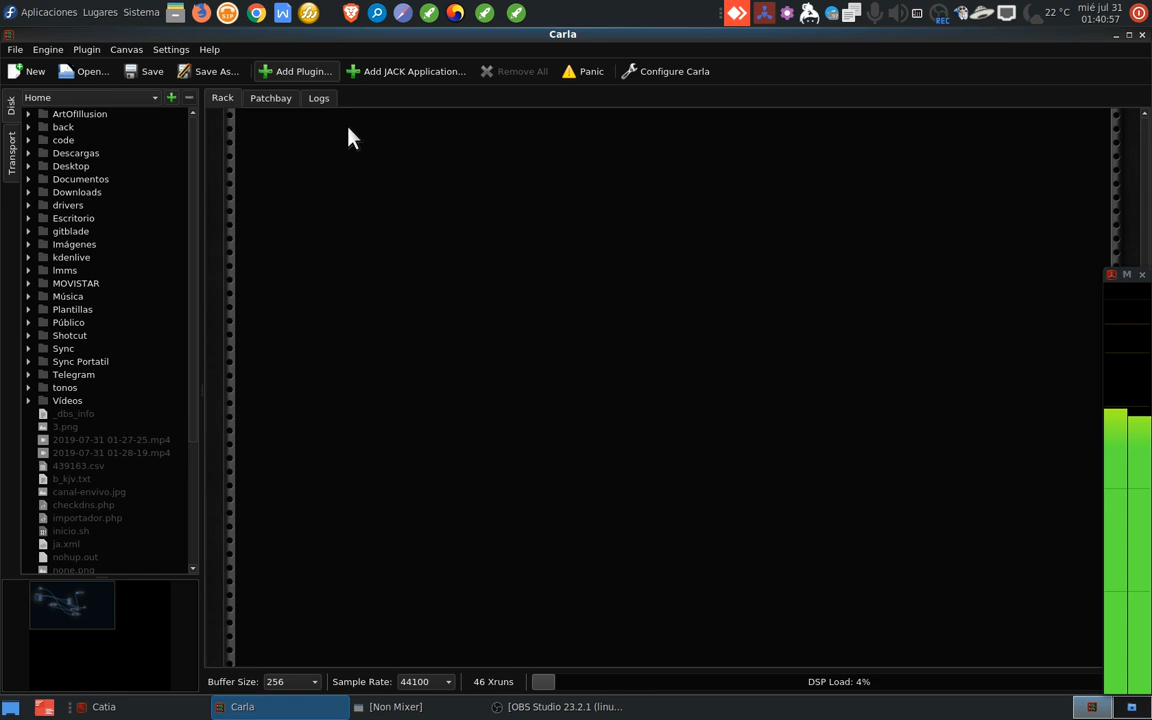 Aplicaciones Lugares Sistema
22 °C
mié jul 31
01:40:57
Carla
File Engine Plugin Canvas Settings Help
New Open... Save Save As... Add Plugin... Add JACK Application... Remove All Panic Configure Carla
Disk
Transport
Home
Rack Patchbay Logs
ArtOfIllusion
back
code
Descargas
Desktop
Documentos
Downloads
drivers
Escritorio
gitblade
Imágenes
kdenlive
lmms
MOVISTAR
Música
Plantillas
Público
Shotcut
Sync
Sync Portatil
Telegram
tonos
Vídeos
_dbs_info
3.png
2019-07-31 01-27-25.mp4
2019-07-31 01-28-19.mp4
439163.csv
b_kjv.txt
canal-envivo.jpg
checkdns.php
importador.php
inicio.sh
ja.xml
nohup.out
none.png
M
Buffer Size: 256 Sample Rate: 44100 46 Xruns DSP Load: 4%
Catia Carla [Non Mixer] [OBS Studio 23.2.1 (linu...